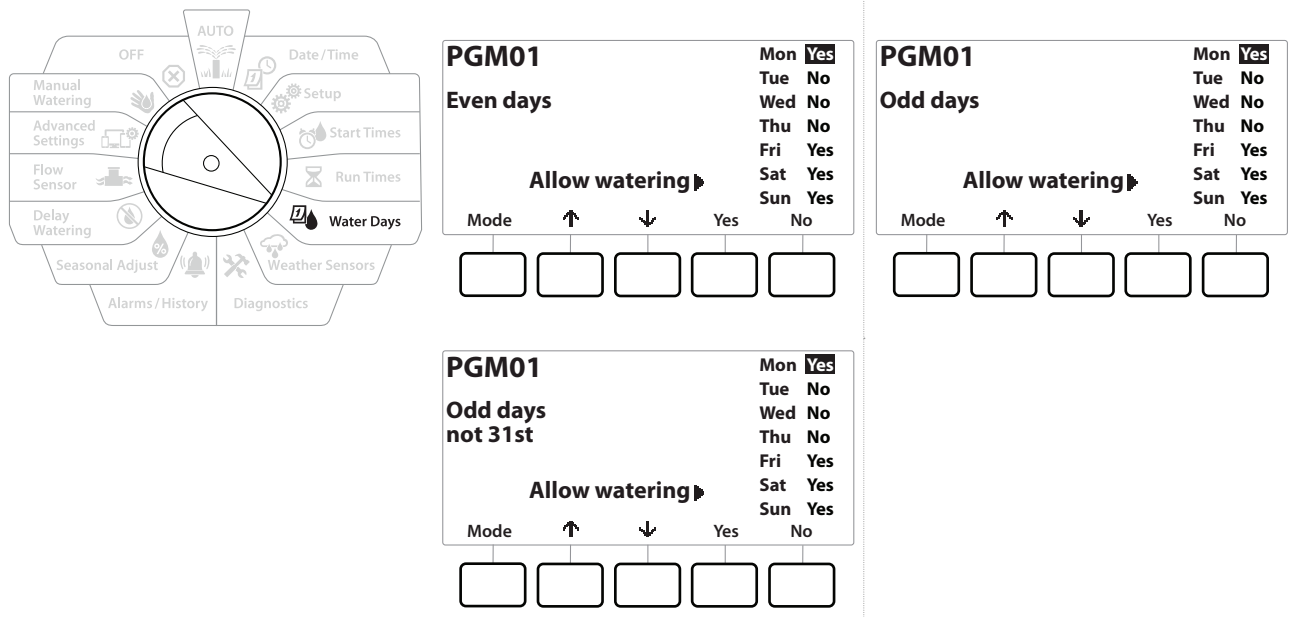 AUTO
OFF
Date/Time
Manual
Watering
Setup
Advanced
Settings
Start Times
Flow
Sensor
Run Times
Delay
Watering
Water Days
Seasonal Adjust
Weather Sensors
Alarms/History
Diagnostics
PGM01
Even days
Allow watering
Mon Yes
Tue No
Wed No
Thu No
Fri Yes
Sat Yes
Sun Yes
Mode ↑ ↓ Yes No
PGM01
Odd days
Allow watering
Mon Yes
Tue No
Wed No
Thu No
Fri Yes
Sat Yes
Sun Yes
Mode ↑ ↓ Yes No
PGM01
Odd days
not 31st
Allow watering
Mon Yes
Tue No
Wed No
Thu No
Fri Yes
Sat Yes
Sun Yes
Mode ↑ ↓ Yes No